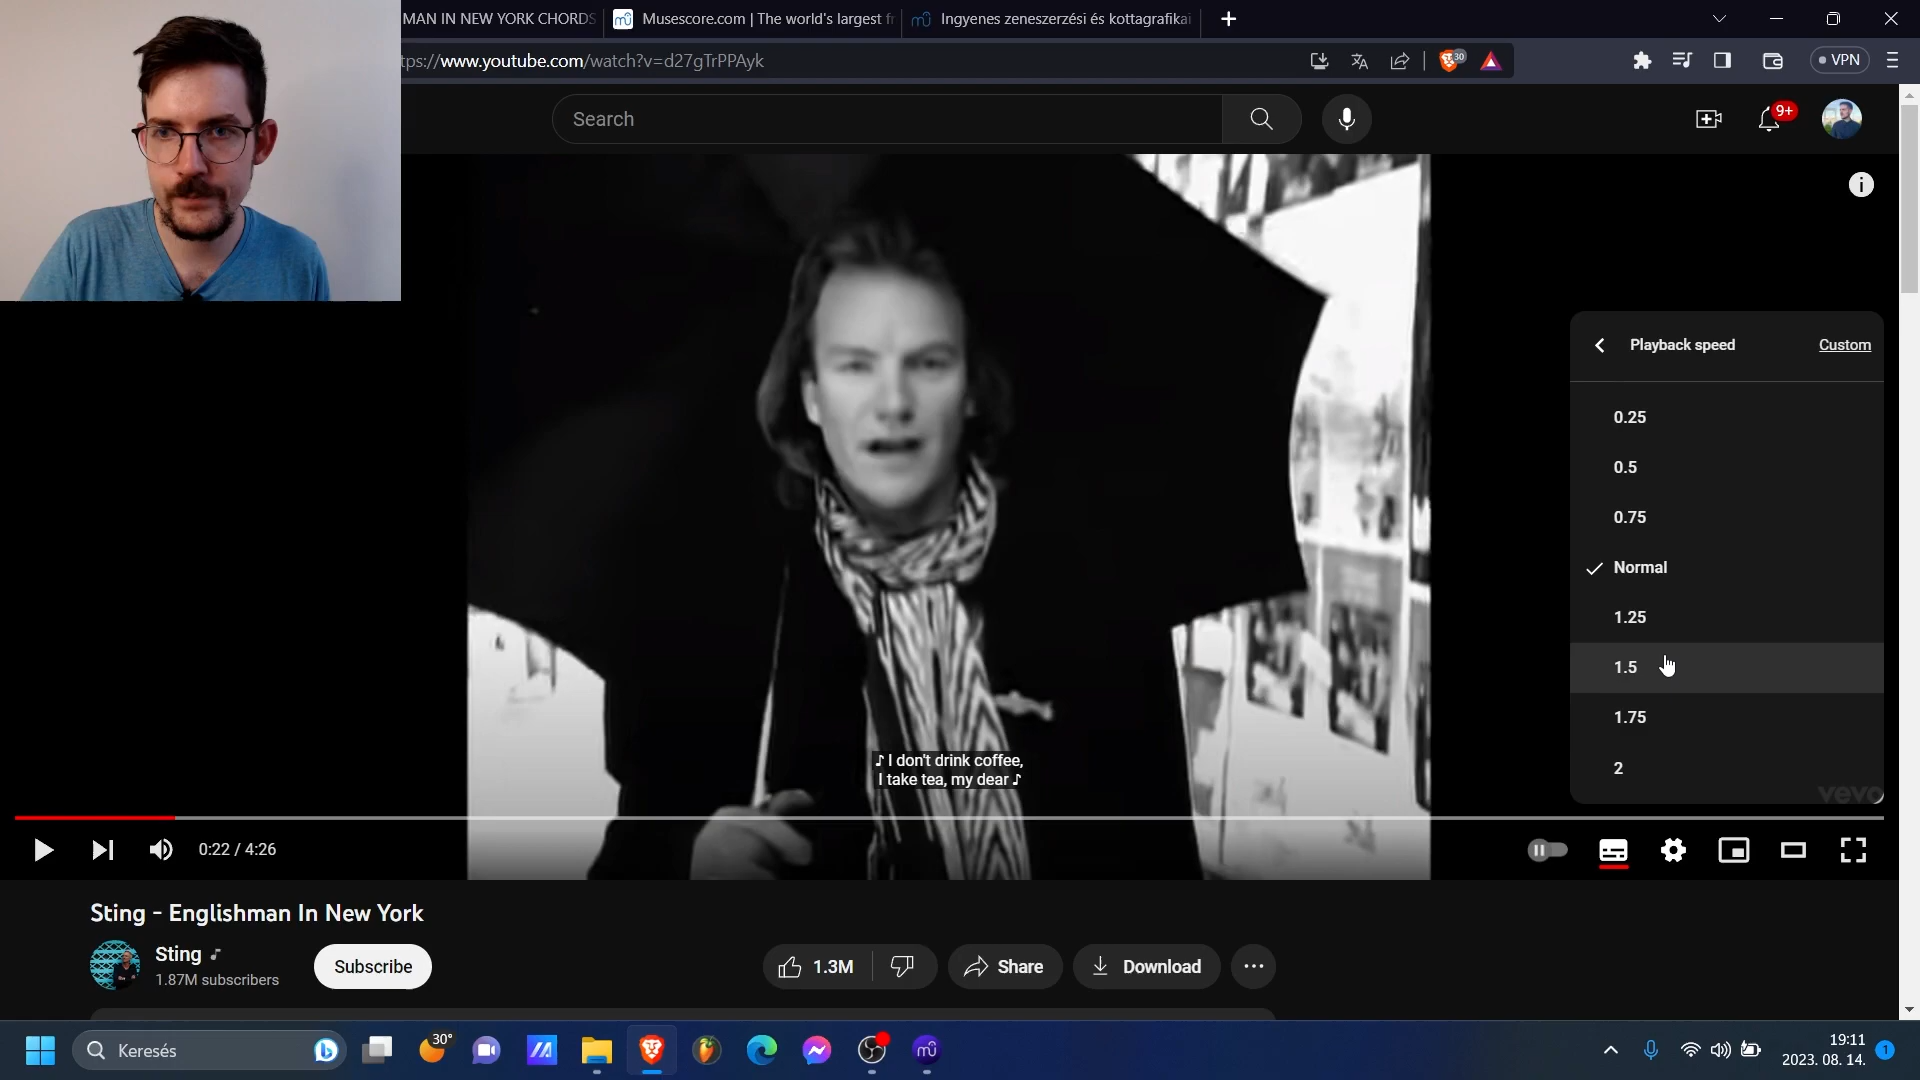 MAN IN NEW YORK CHORDS
Musescore.com | The world's largest fr
Ingyenes zeneszerzési és kottagrafikai
tps://www.youtube.com/watch?v=d27gTrPPAyk
30
VPN
Search
9+
Playback speed
Custom
0.25
0.5
0.75
Normal
1.25
1.5
1.75
2
vevo
♪ I don't drink coffee,
I take tea, my dear ♪
0:22 / 4:26
Sting - Englishman In New York
Sting
1.87M subscribers
Subscribe
1.3M
Share
Download
Keresés
30°
19:11
2023. 08. 14.
1